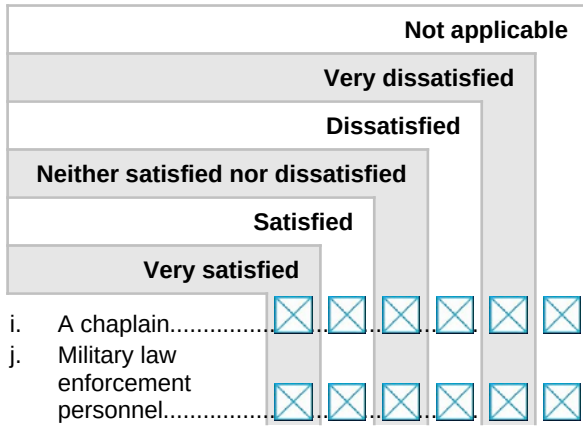 Not applicable
Very dissatisfied
Dissatisfied
Neither satisfied nor dissatisfied
Satisfied
Very satisfied
i. A chaplain.......................................
j. Military law
enforcement
personnel.......................................